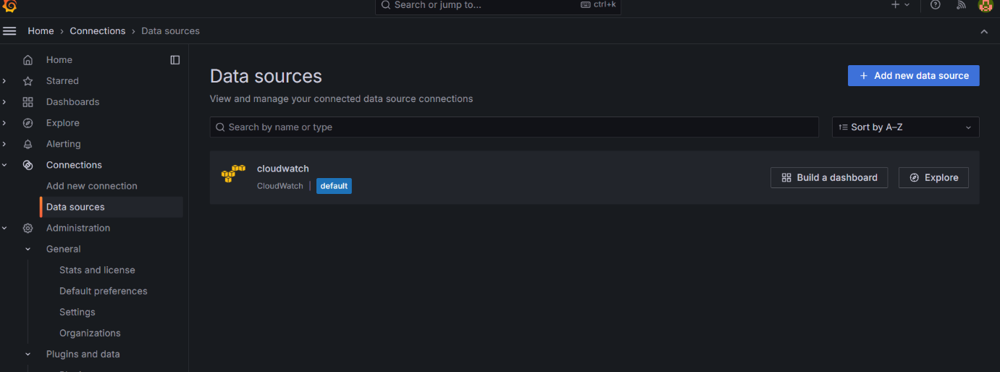 Search or jump to... ctrl+k
Home › Connections › Data sources
Home
Starred
Dashboards
Explore
Alerting
Connections
Add new connection
Data sources
Administration
General
Stats and license
Default preferences
Settings
Organizations
Plugins and data
Data sources
+ Add new data source
View and manage your connected data source connections
Search by name or type
Sort by A–Z
cloudwatch
CloudWatch | default
Build a dashboard
Explore